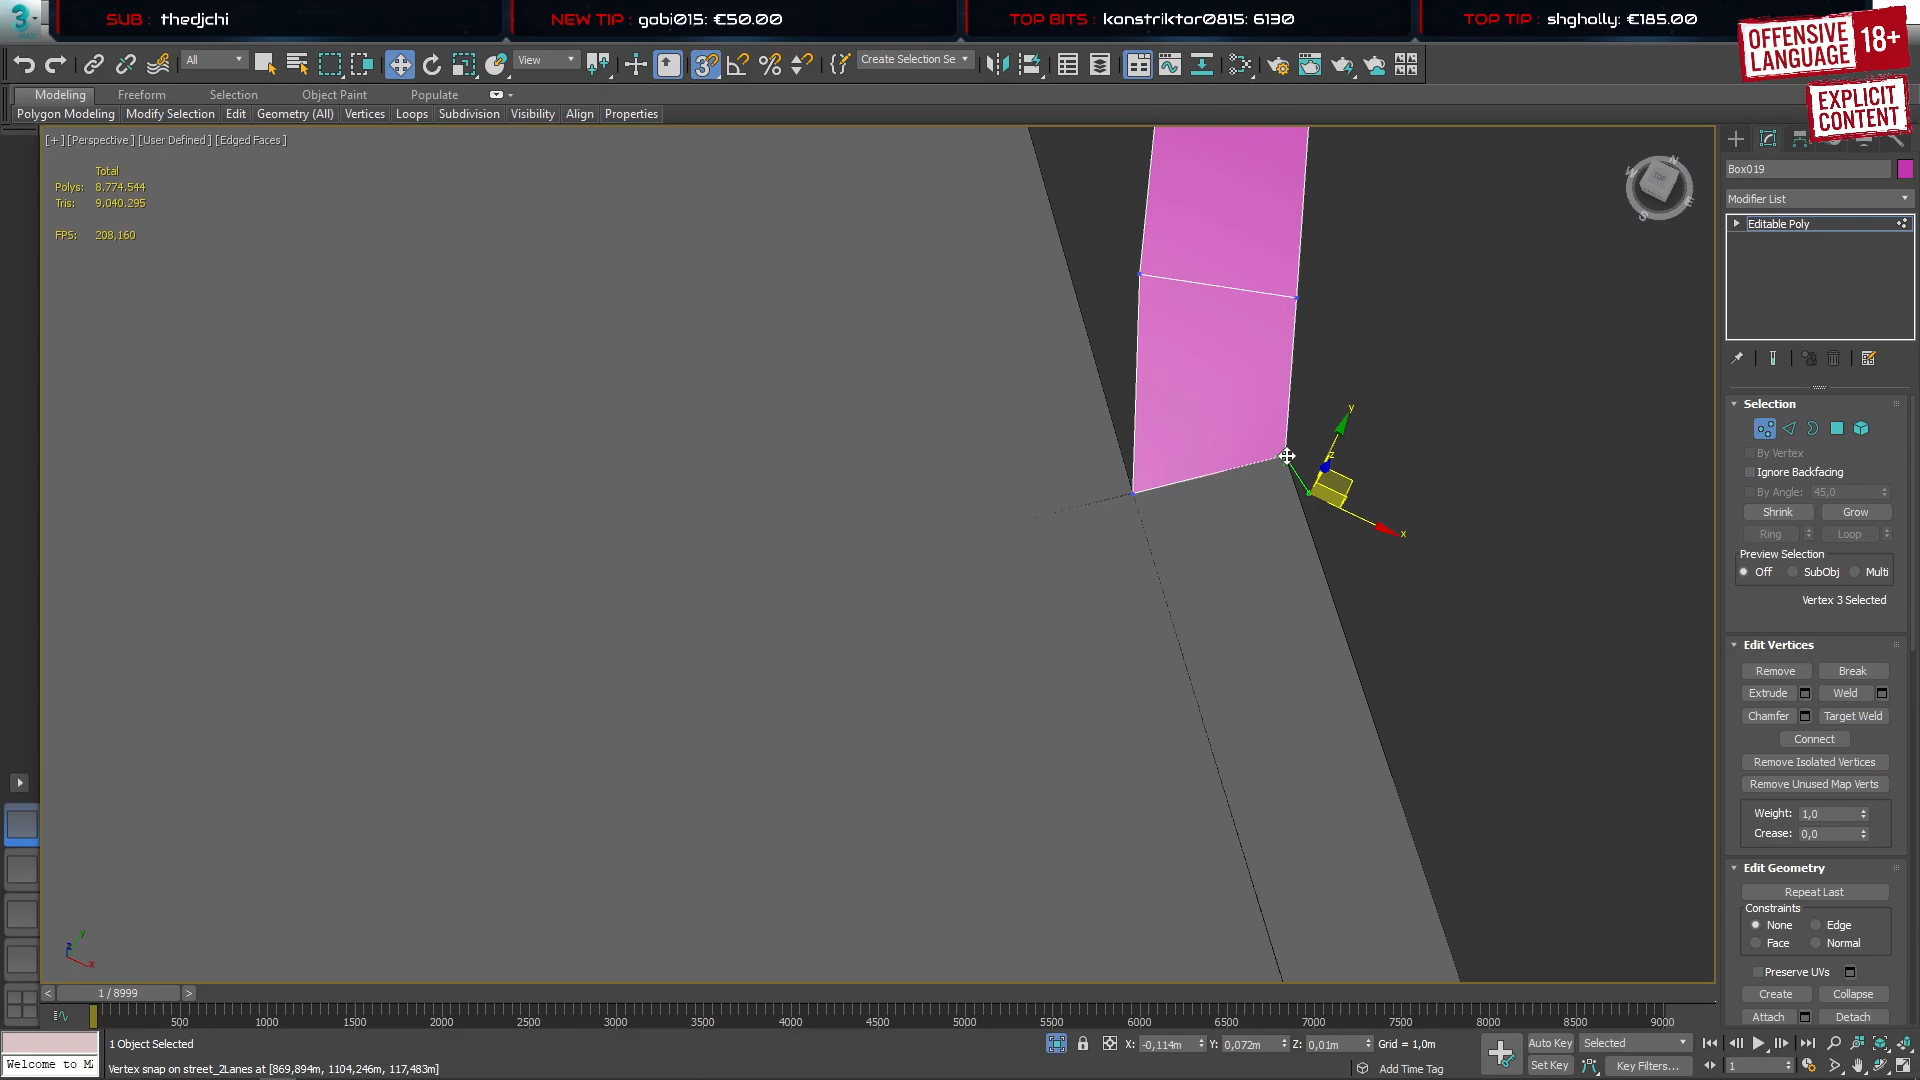 SUB : thedjchi
NEW TIP : gobi015: €50.00
TOP BITS : konstriktor0815: 6130
TOP TIP : shgholly: €185.00
OFFENSIVE LANGUAGE 18+
EXPLICIT CONTENT
All
View
Create Selection Se
Modeling Freeform Selection Object Paint Populate
Polygon Modeling Modify Selection Edit Geometry (All) Vertices Loops Subdivision Visibility Align Properties
[+] [Perspective] [User Defined] [Edged Faces]
Total
Polys: 8.774.544
Tris: 9.040.295
FPS: 208,160
TOP
N
W
E
S
y
z
x
Box019
Modifier List
Editable Poly
Selection
By Vertex
Ignore Backfacing
By Angle: 45,0
Shrink Grow
Ring Loop
Preview Selection
Off SubObj Multi
Vertex 3 Selected
Edit Vertices
Remove Break
Extrude Weld
Chamfer Target Weld
Connect
Remove Isolated Vertices
Remove Unused Map Verts
Weight: 1,0
Crease: 0,0
Edit Geometry
Repeat Last
Constraints
None Edge
Face Normal
Preserve UVs
Create Collapse
Attach Detach
y
z
x
< 1 / 8999 >
500 1000 1500 2000 2500 3000 3500 4000 4500 5000 5500 6000 6500 7000 7500 8000 8500 9000
1 Object Selected
X: -0,114m Y: 0,072m Z: 0,01m Grid = 1,0m
Auto Key Selected
Welcome to M
Vertex snap on street_2Lanes at [869,894m, 1104,246m, 117,483m]
Add Time Tag
Set Key Key Filters...
1